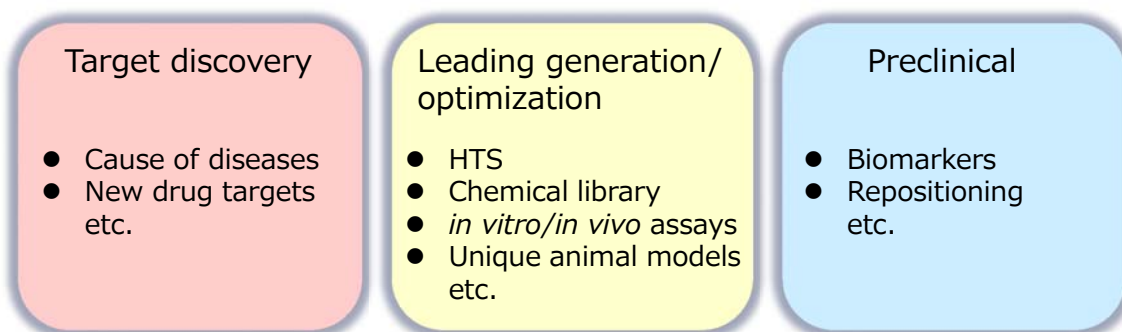 Target discovery
● Cause of diseases
● New drug targets
etc.
Leading generation/
optimization
● HTS
● Chemical library
● in vitro/in vivo assays
● Unique animal models
etc.
Preclinical
● Biomarkers
● Repositioning
etc.